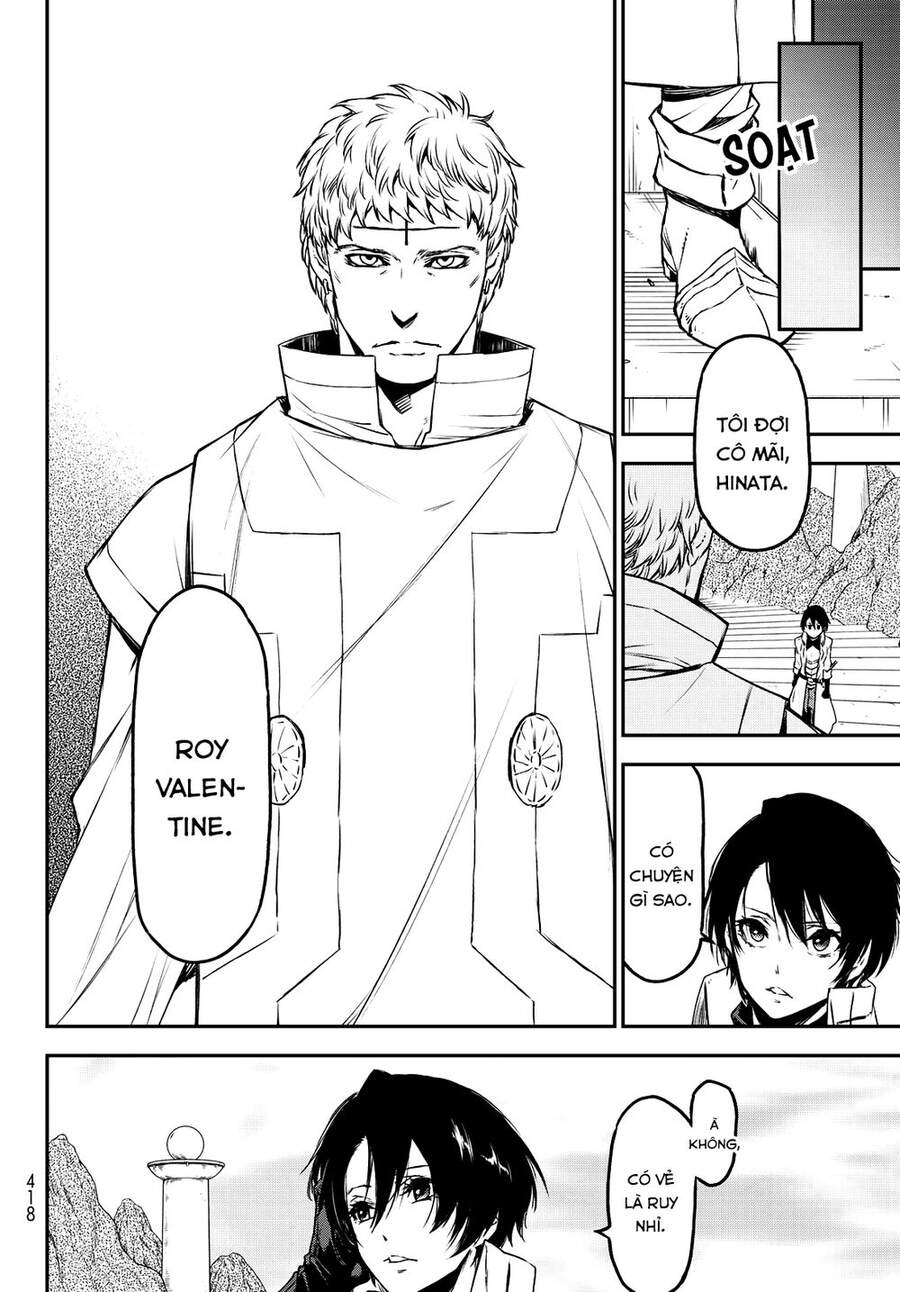 SOẠT
TÔI ĐỢI
CÔ MÃI,
HINATA.
CÓ
CHUYỆN
GÌ SAO.
ROY
VALEN-
TINE.
À
KHÔNG,
CÓ VẺ
LÀ RUY
NHỈ.
418